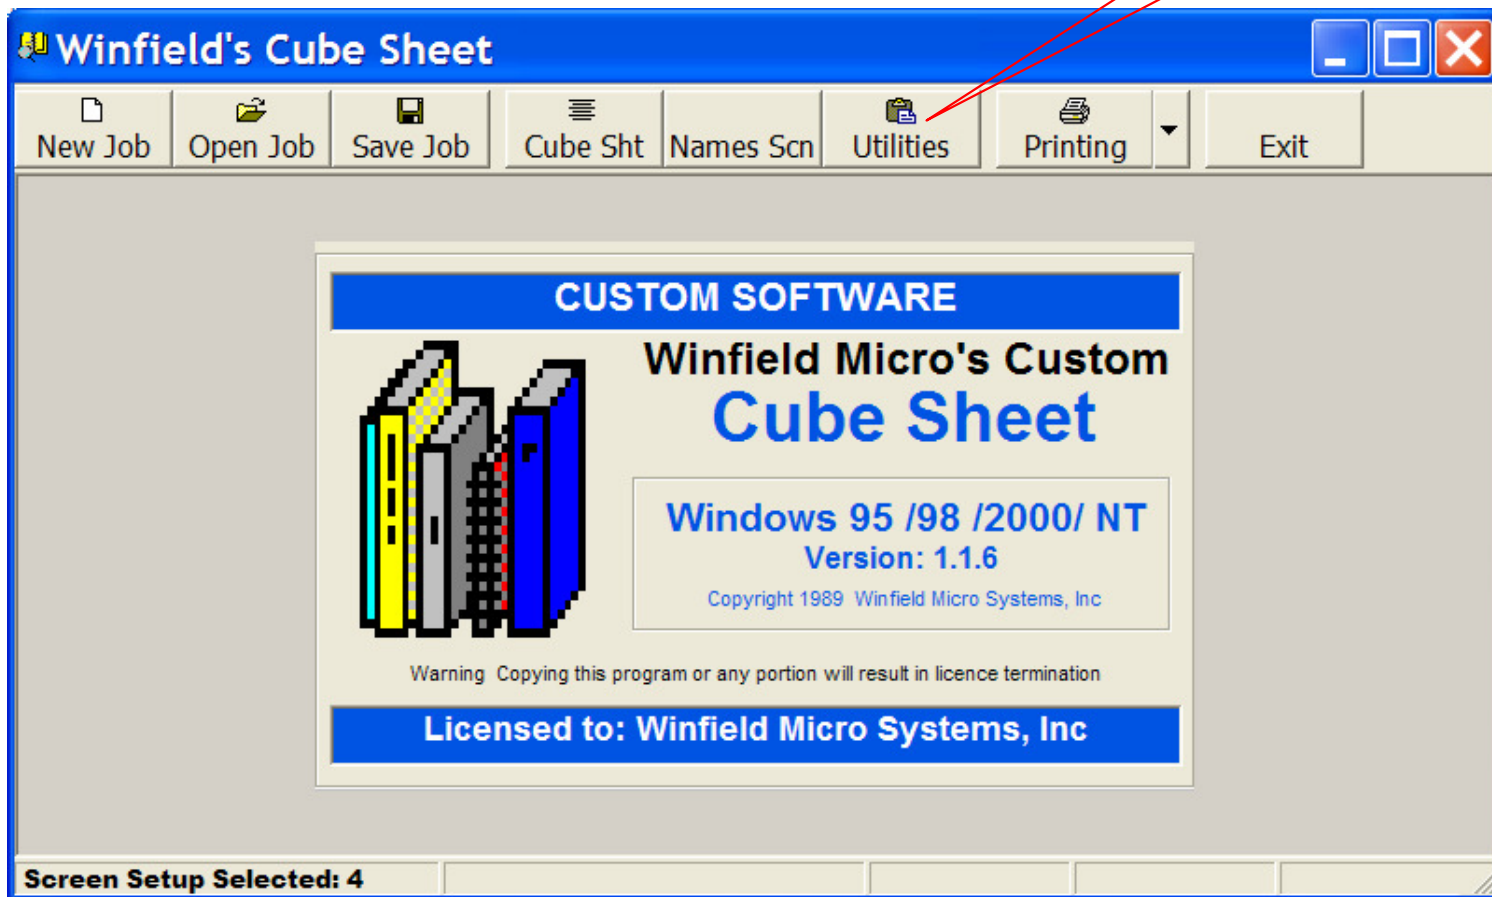 Winfield's Cube Sheet
New Job Open Job Save Job Cube Sht Names Scn Utilities Printing Exit
CUSTOM SOFTWARE
Winfield Micro's Custom
Cube Sheet
Windows 95 /98 /2000/ NT
Version: 1.1.6
Copyright 1989 Winfield Micro Systems, Inc
Warning Copying this program or any portion will result in licence termination
Licensed to: Winfield Micro Systems, Inc
Screen Setup Selected: 4